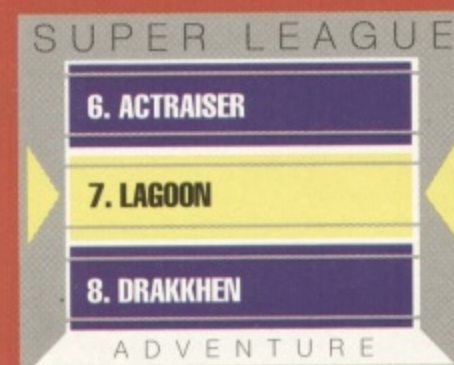 SUPER LEAGUE
6. ACTRAISER
7. LAGOON
8. DRAKKHEN
ADVENTURE